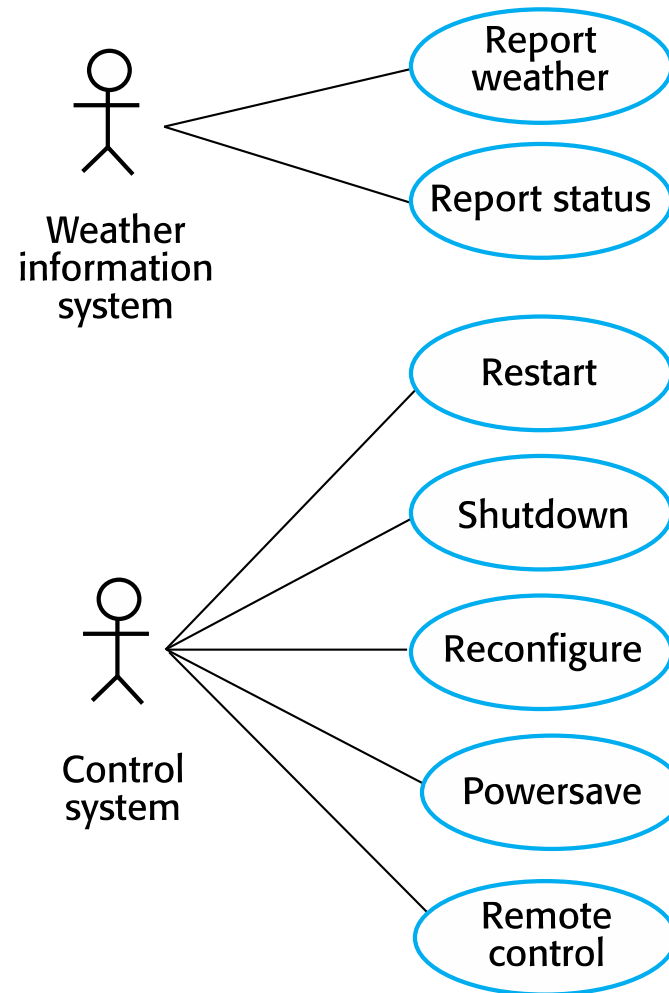 Report
weather
Report status
Weather
information
system
Restart
Shutdown
Reconfigure
Control
system
Powersave
Remote
control